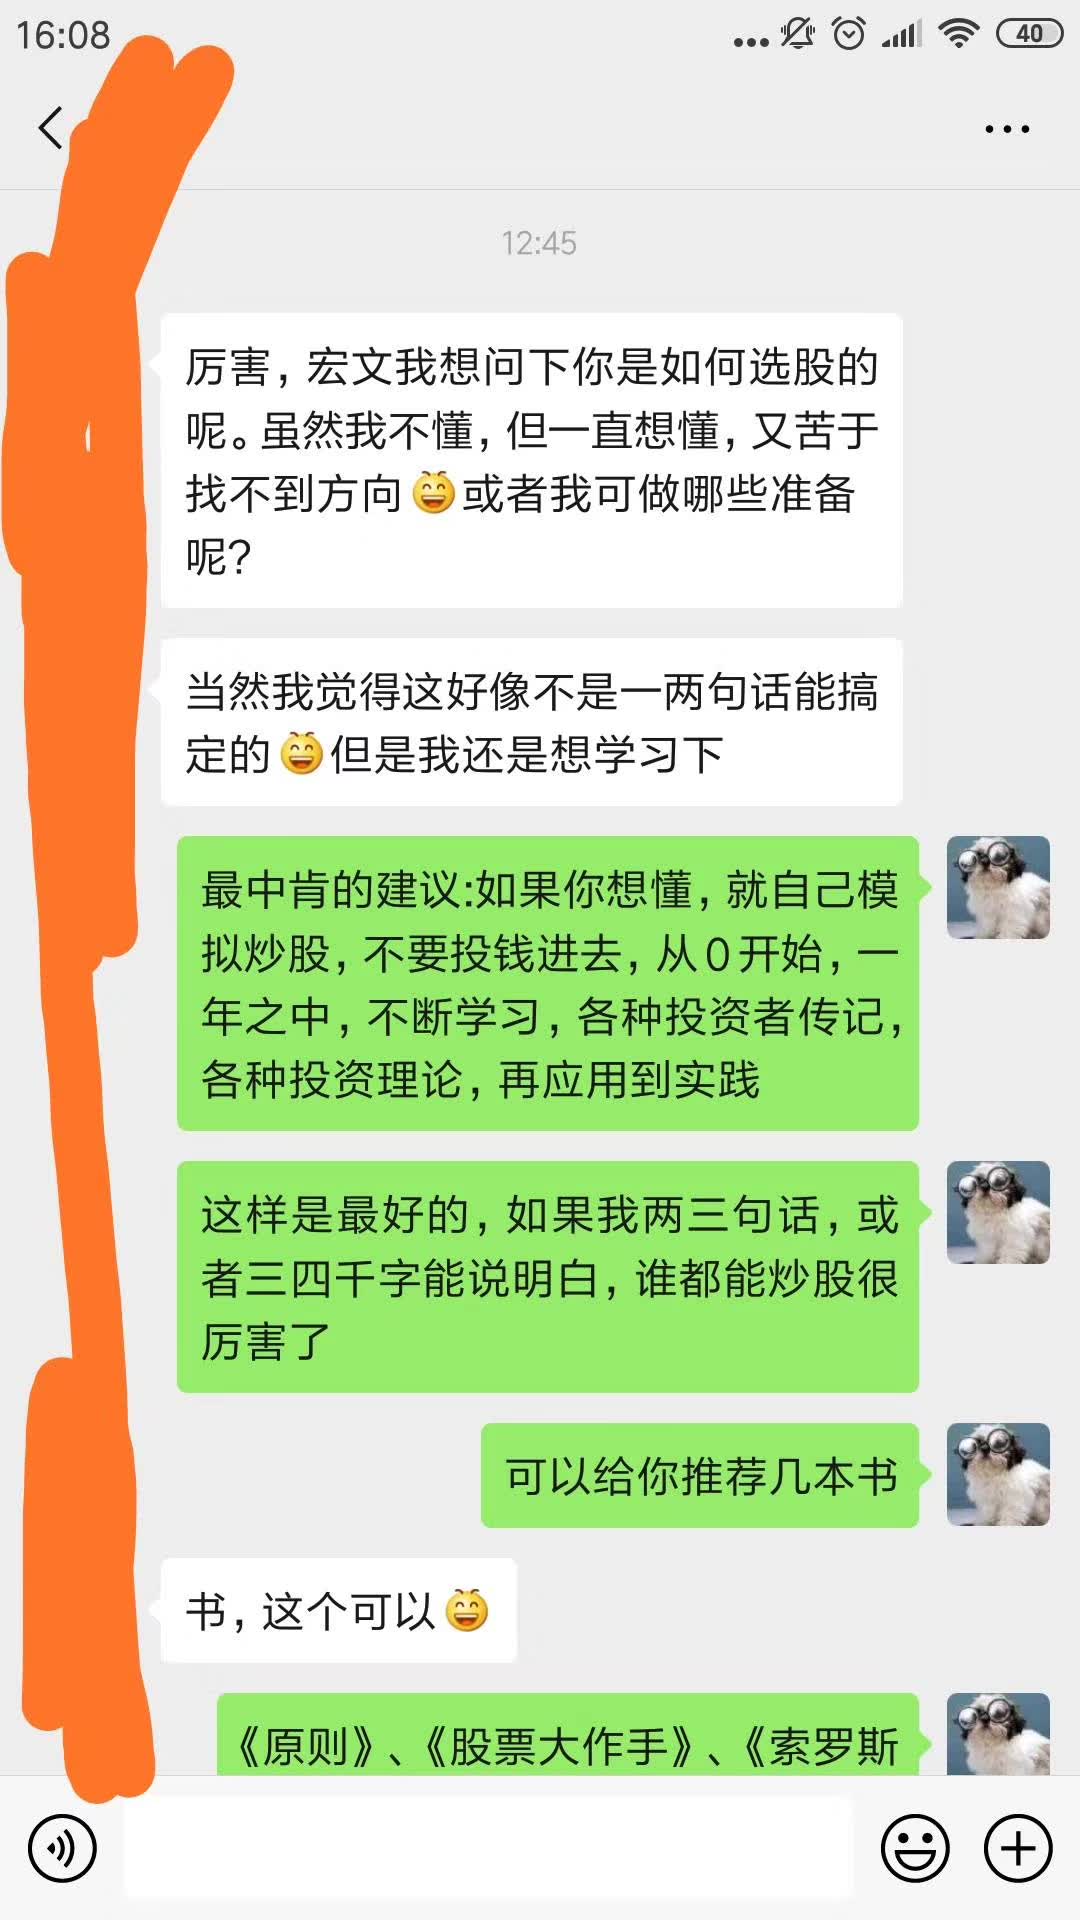 16:08
40
12:45
厉害，宏文我想问下你是如何选股的
呢。虽然我不懂，但一直想懂，又苦于
找不到方向😄或者我可做哪些准备
呢？
当然我觉得这好像不是一两句话能搞
定的😄但是我还是想学习下
最中肯的建议:如果你想懂，就自己模
拟炒股，不要投钱进去，从0开始，一
年之中，不断学习，各种投资者传记，
各种投资理论，再应用到实践
这样是最好的，如果我两三句话，或
者三四千字能说明白，谁都能炒股很
厉害了
可以给你推荐几本书
书，这个可以😄
《原则》、《股票大作手》、《索罗斯